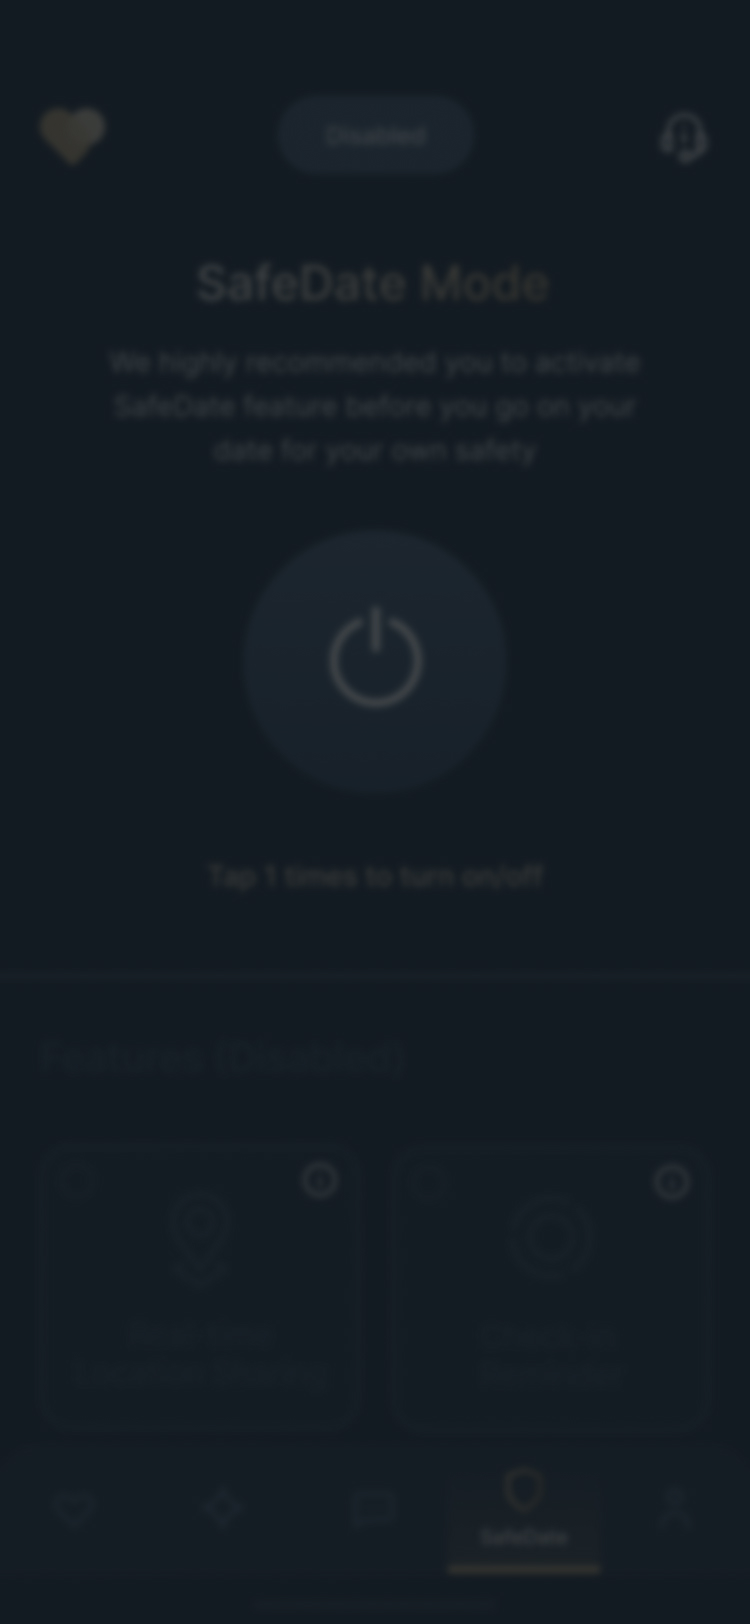 Disabled
SafeDate Mode
We highly recommended you to activate
SafeDate feature before you go on your
date for your own safety
Tap 1 times to turn on/off
Features (Disabled)
Real time
Location Sharing
Check-in
Reminder
SafeDate